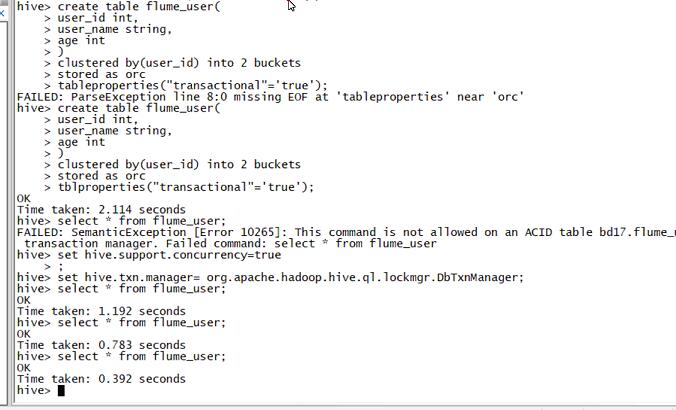 hive> create table flume_user(
    > user_id int,
    > user_name string,
    > age int
    > )
    > clustered by(user_id) into 2 buckets
    > stored as orc
    > tableproperties("transactional"='true');
FAILED: ParseException line 8:0 missing EOF at 'tableproperties' near 'orc'
hive> create table flume_user(
    > user_id int,
    > user_name string,
    > age int
    > )
    > clustered by(user_id) into 2 buckets
    > stored as orc
    > tblproperties("transactional"='true');
OK
Time taken: 2.114 seconds
hive> select * from flume_user;
FAILED: SemanticException [Error 10265]: This command is not allowed on an ACID table bd17.flume_
 transaction manager. Failed command: select * from flume_user
hive> set hive.support.concurrency=true
    > ;
hive> set hive.txn.manager= org.apache.hadoop.hive.ql.lockmgr.DbTxnManager;
hive> select * from flume_user;
OK
Time taken: 1.192 seconds
hive> select * from flume_user;
OK
Time taken: 0.783 seconds
hive> select * from flume_user;
OK
Time taken: 0.392 seconds
hive>